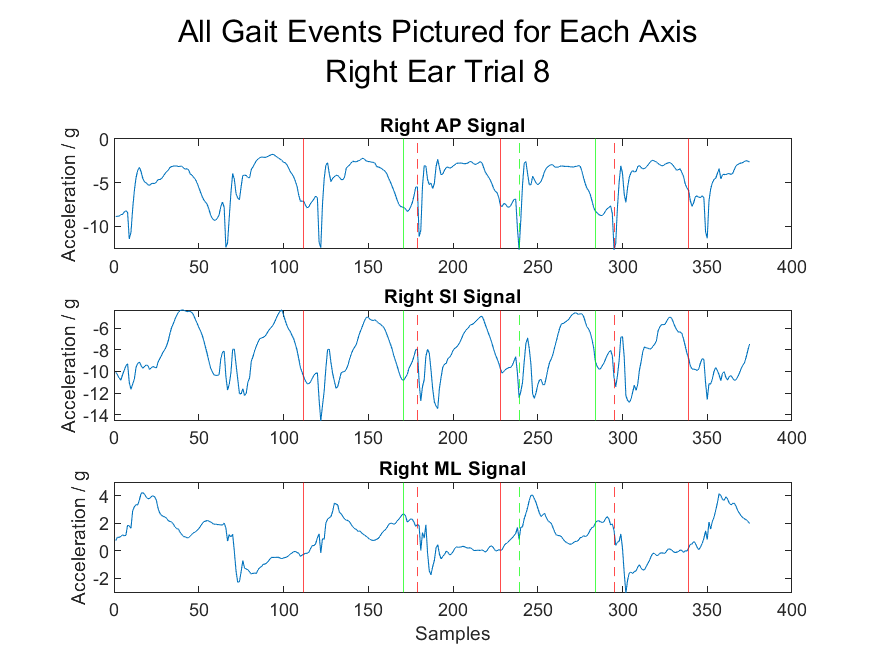 All Gait Events Pictured for Each Axis
Right Ear Trial 8
Right AP Signal
Acceleration / g
0
-5
-10
0 50 100 150 200 250 300 350 400
Right SI Signal
Acceleration / g
-6
-8
-10
-12
-14
0 50 100 150 200 250 300 350 400
Right ML Signal
Acceleration / g
4
2
0
-2
0 50 100 150 200 250 300 350 400
Samples